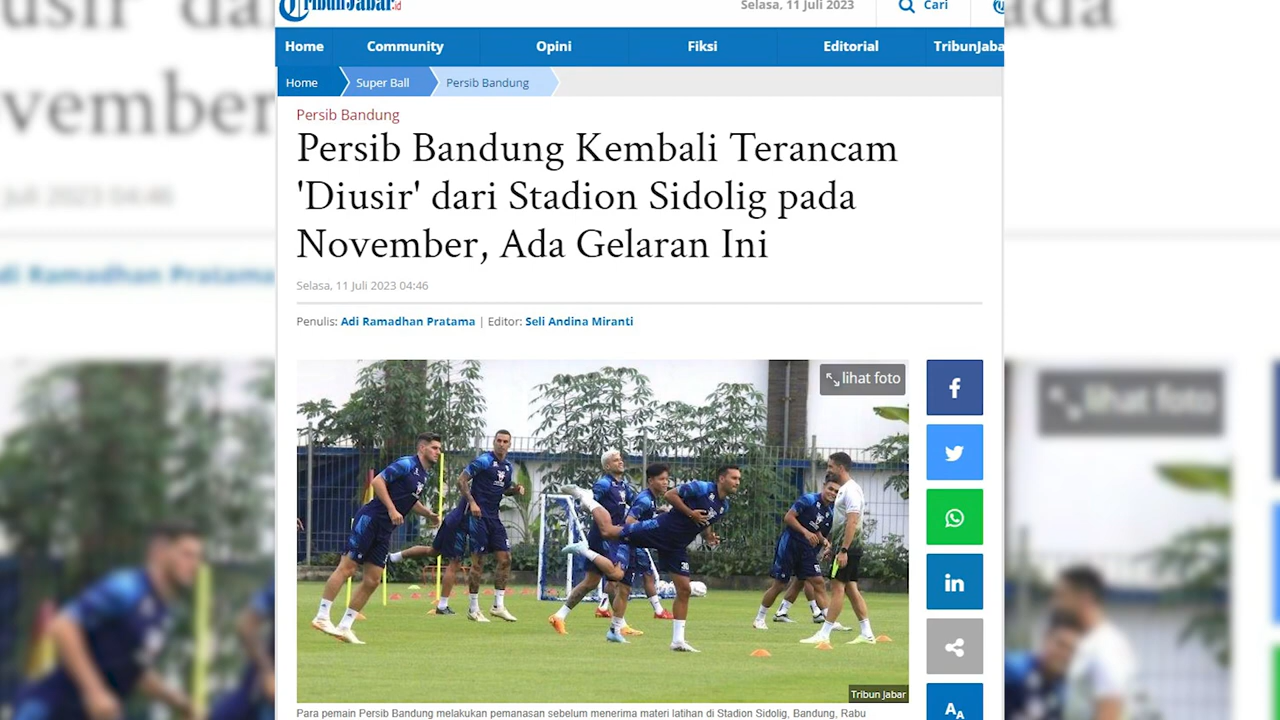 TribunJabar.id
Selasa, 11 Juli 2023
Cari
Home
Community
Opini
Fiksi
Editorial
TribunJaba
Home
Super Ball
Persib Bandung
Persib Bandung
Persib Bandung Kembali Terancam
'Diusir' dari Stadion Sidolig pada
November, Ada Gelaran Ini
Selasa, 11 Juli 2023 04:46
Penulis: Adi Ramadhan Pratama | Editor: Seli Andina Miranti
lihat foto
Tribun Jabar
AA
Para pemain Persib Bandung melakukan pemanasan sebelum menerima materi latihan di Stadion Sidolig, Bandung, Rabu